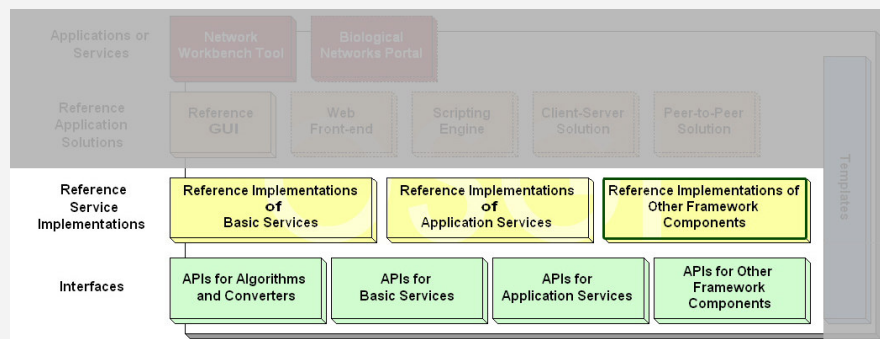 Applications or
Services
Network
Workbench Tool
Biological
Networks Portal
Reference
Application
Solutions
Reference
GUI
Web
Front-end
Scripting
Engine
Client-Server
Solution
Peer-to-Peer
Solution
Templates
Reference
Service
Implementations
Reference Implementations
of
Basic Services
Reference Implementations
of
Application Services
Reference Implementations of
Other Framework
Components
Interfaces
APIs for Algorithms
and Converters
APIs for
Basic Services
APIs for
Application Services
APIs for Other
Framework
Components